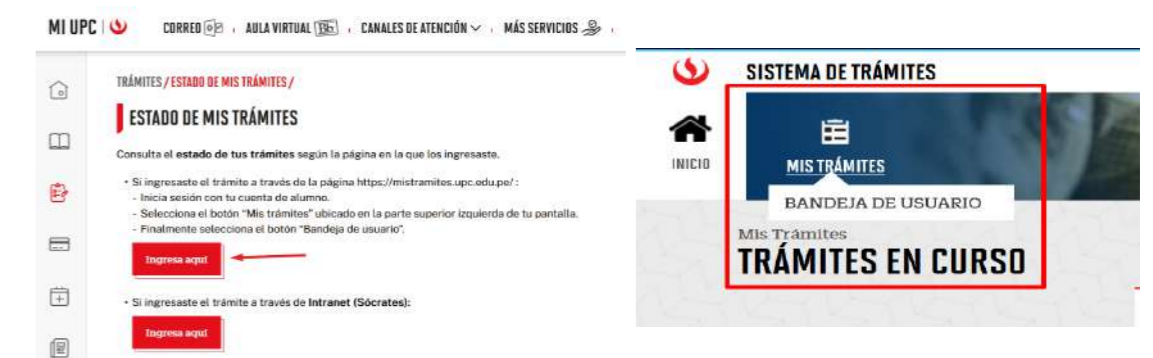 MI UPC
CORREO
AULA VIRTUAL
Bb
CANALES DE ATENCIÓN
MÁS SERVICIOS
TRÁMITES / ESTADO DE MIS TRÁMITES /
ESTADO DE MIS TRÁMITES
Consulta el estado de tus trámites según la página en la que los ingresaste.
• Si ingresaste el trámite a través de la página https://mistramites.upc.edu.pe/ :
- Inicia sesión con tu cuenta de alumno.
- Selecciona el botón "Mis trámites" ubicado en la parte superior izquierda de tu pantalla.
- Finalmente selecciona el botón "Bandeja de usuario".
Ingresa aquí
• Si ingresaste el trámite a través de Intranet (Sócrates):
Ingresa aquí
SISTEMA DE TRÁMITES
INICIO
MIS TRÁMITES
BANDEJA DE USUARIO
Mis Trámites
TRÁMITES EN CURSO